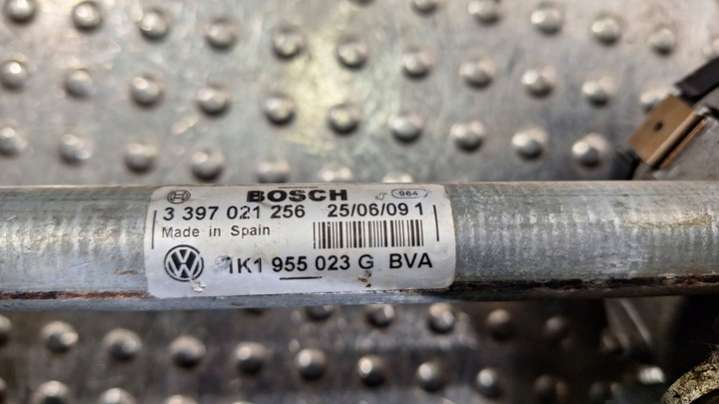 BOSCH 964
3 397 021 256 25/06/09 1
Made in Spain
1K1 955 023 G BVA